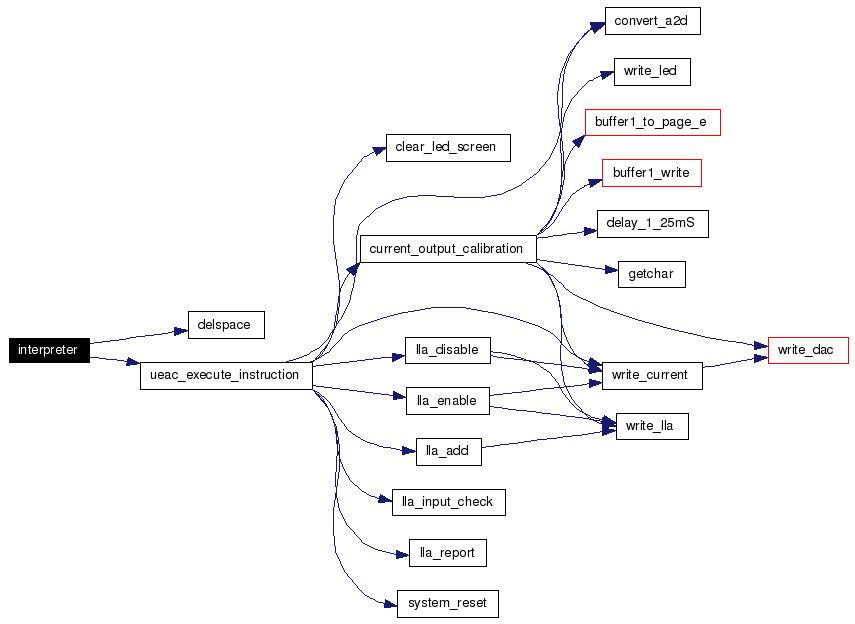 convert_a2d
write_led
buffer1_to_page_e
clear_led_screen
buffer1_write
delay_1_25mS
current_output_calibration
getchar
delspace
interpreter
lla_disable
write_dac
ueac_execute_instruction
write_current
lla_enable
write_lla
lla_add
lla_input_check
lla_report
system_reset